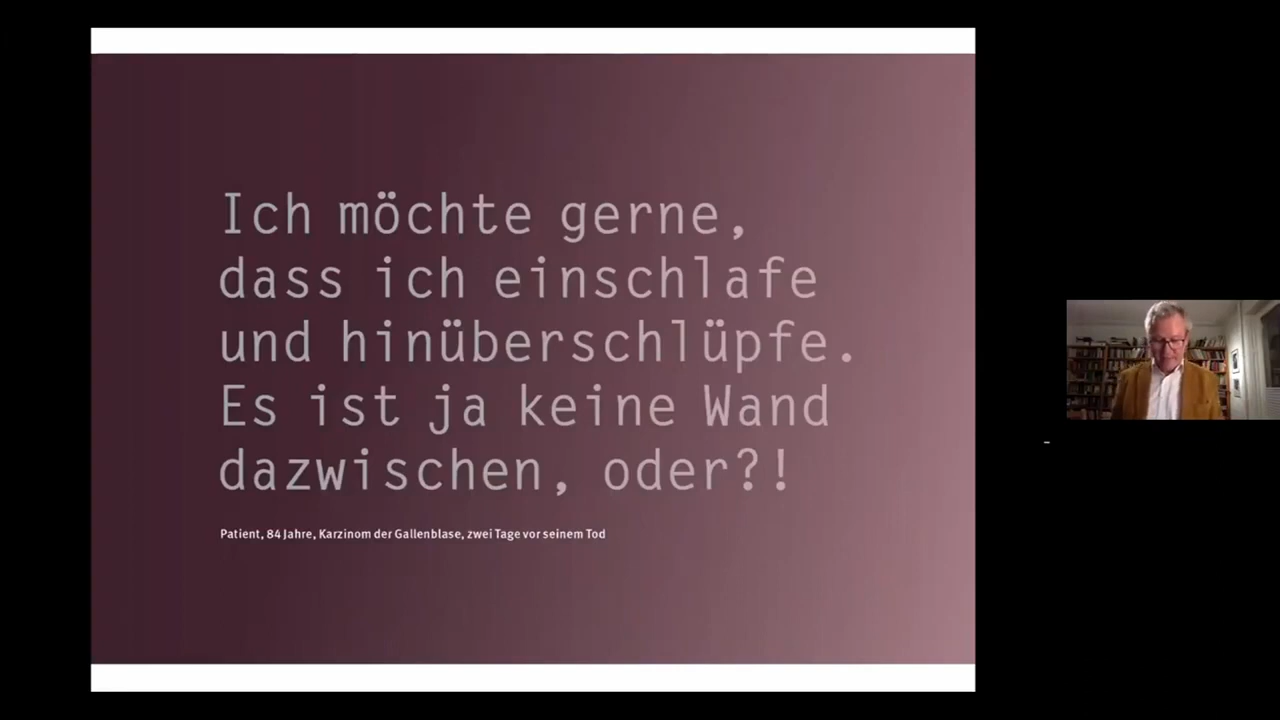 Ich möchte gerne,
dass ich einschlafe
und hinüberschlüpfe.
Es ist ja keine Wand
dazwischen, oder?!
Patient, 84 Jahre, Karzinom der Gallenblase, zwei Tage vor seinem Tod